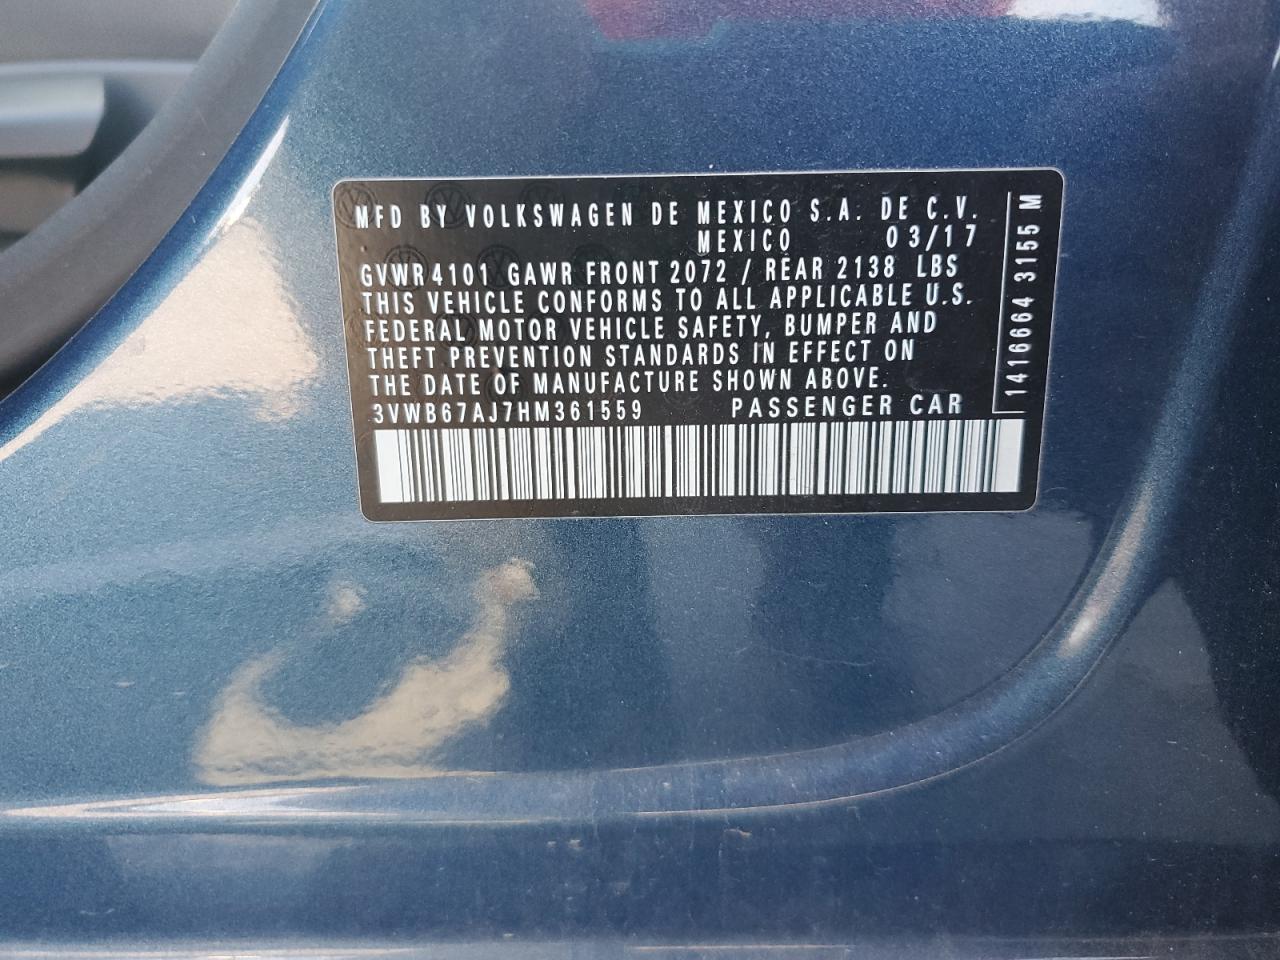 MFD BY VOLKSWAGEN DE MEXICO S.A. DE C.V.
MEXICO 03/17
GVWR 4101 GAWR FRONT 2072 / REAR 2138 LBS
THIS VEHICLE CONFORMS TO ALL APPLICABLE U.S.
FEDERAL MOTOR VEHICLE SAFETY, BUMPER AND
THEFT PREVENTION STANDARDS IN EFFECT ON
THE DATE OF MANUFACTURE SHOWN ABOVE.
3VWB67AJ7HM361559 PASSENGER CAR
1416664 3155 M